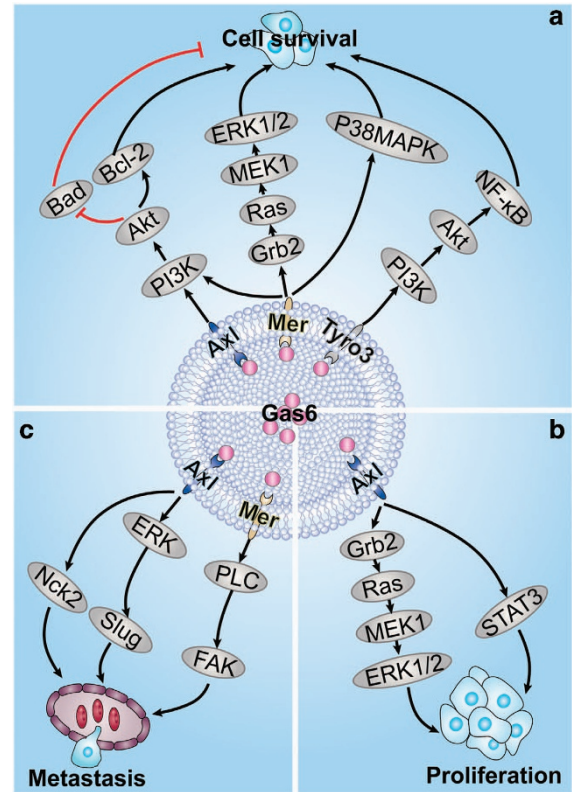 a
Cell survival
ERK1/2
P38MAPK
Bcl-2
MEK1
Bad
NF-κB
Akt
Ras
Akt
Grb2
PI3K
PI3K
Axl
Mer
Tyro3
Gas6
c
b
Axl
Axl
Mer
ERK
Grb2
Nck2
PLC
Ras
Slug
MEK1
STAT3
FAK
ERK1/2
Metastasis
Proliferation